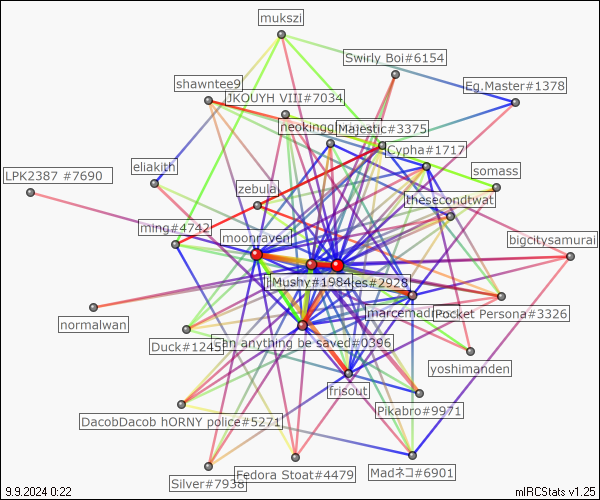 mukszi
Swirly Boi#6154
shawntee9
Eg.Master#1378
JKOUYH VIII#7034
Majestic#3375
Cypha#1717
LPK2387 #7690
eliakith
somass
zebula
thesecondtwat
ming#4742
moonraven
bigcitysamurai
Mushy#1984
es#2928
Pocket Persona#3326
normalwan
an anything be saved#0396
Duck#1245
yoshimanden
frisout
Pikabro#9971
DacobDacob hORNY police#5271
Silver#7938
Fedora Stoat#4479
Madネコ#6901
9.9.2024 0:22
mIRCStats v1.25